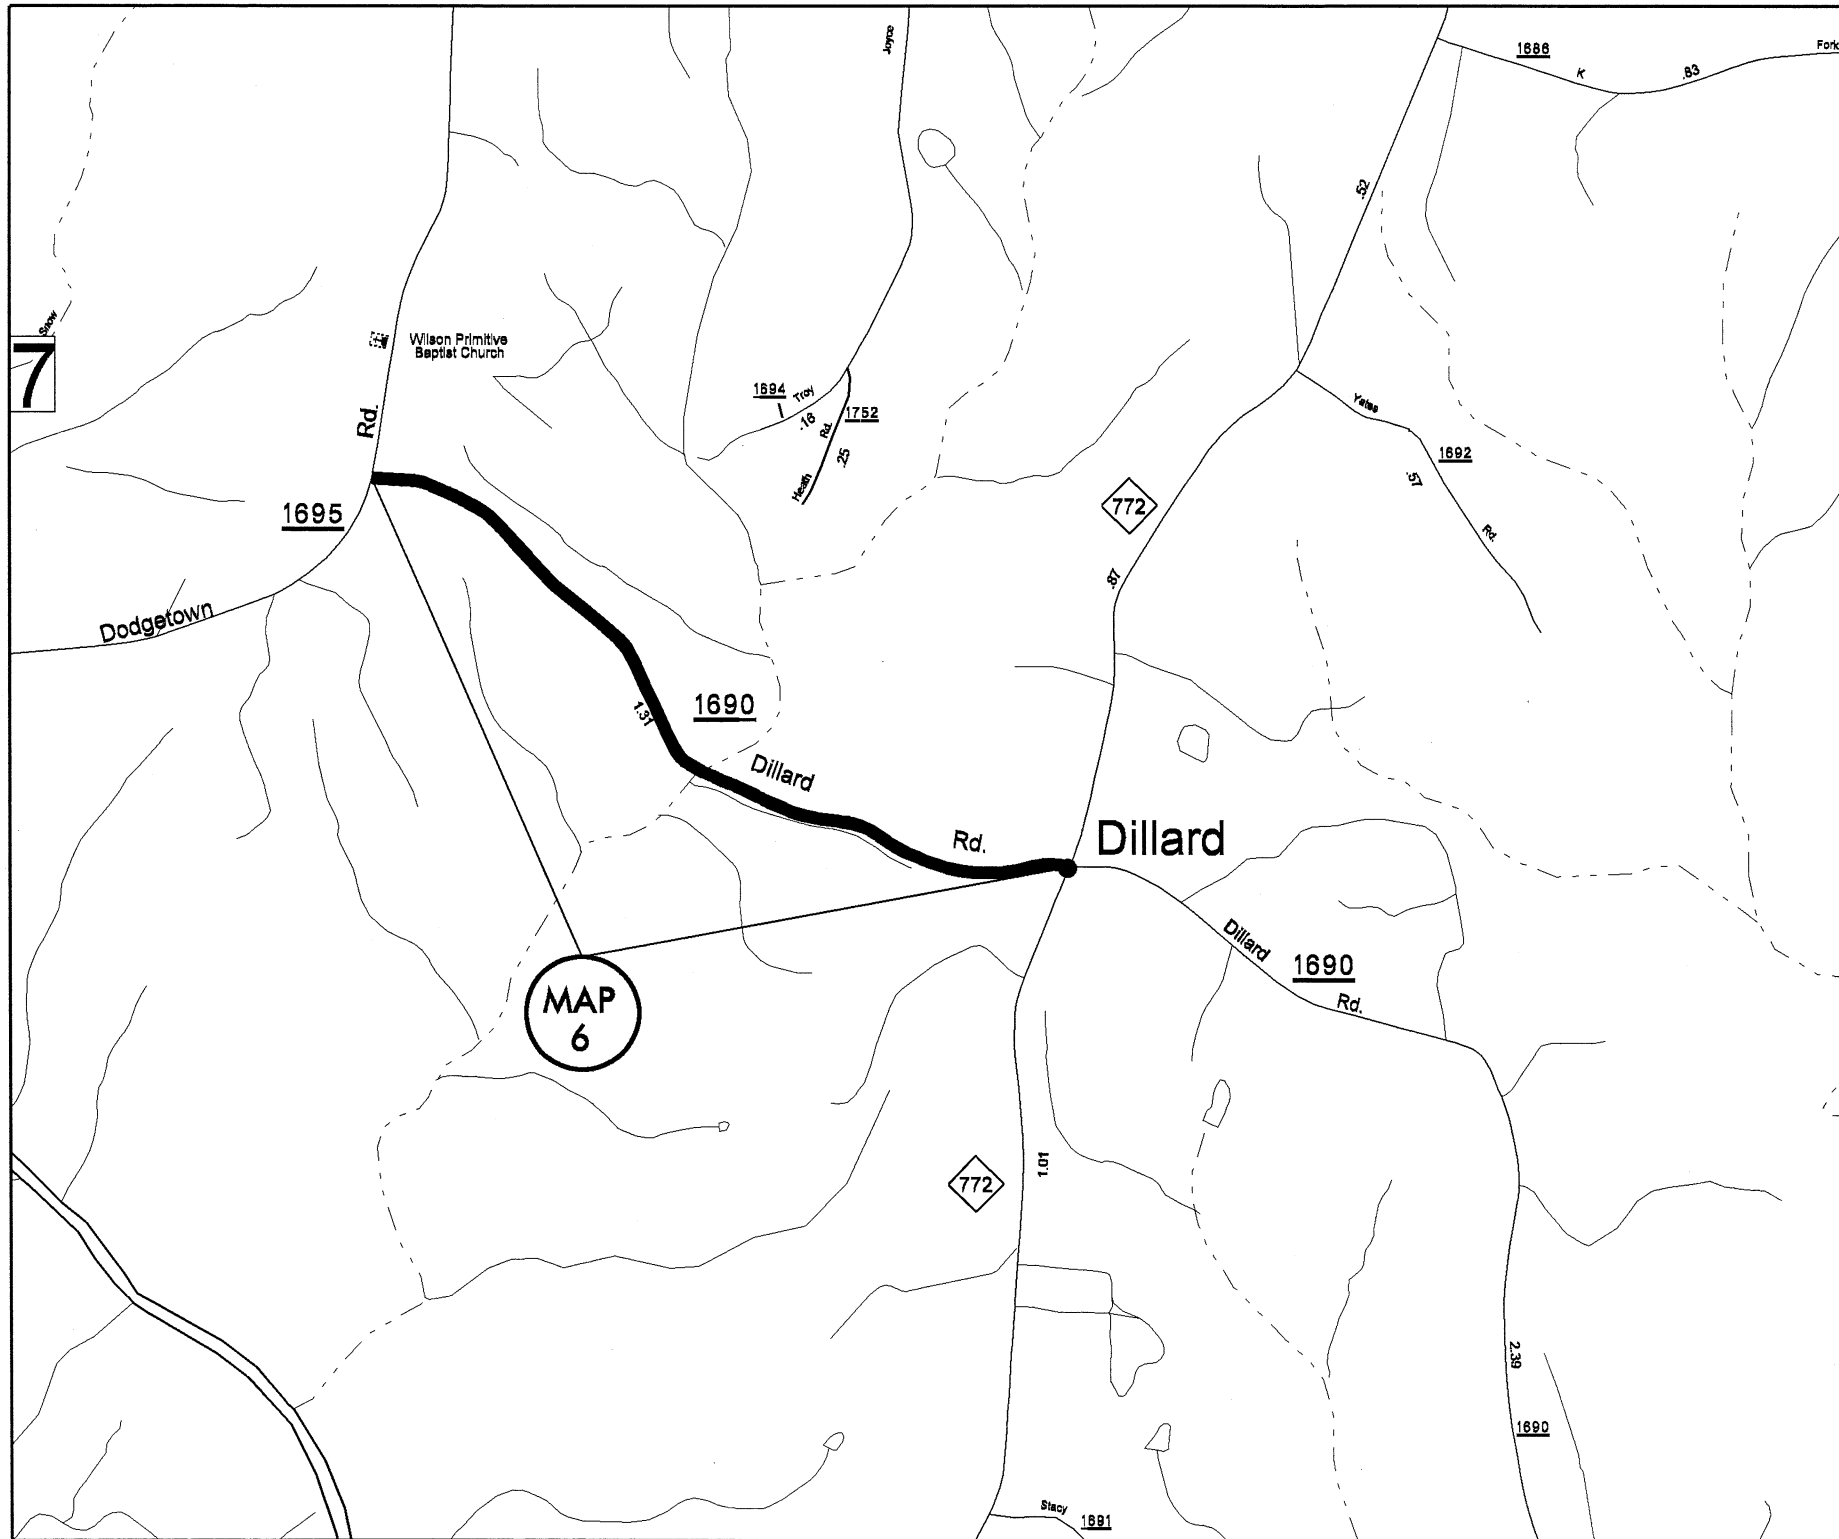 Joyce
1686
K
.83
Fork
.52
Snow
7
Wilson Primitive
Baptist Church
Rd.
1694
Troy
.16
1752
Rd.
.25
Heath
Yates
1692
.57
Rd.
772
1695
.87
Dodgetown
1690
1.31
Dillard
Rd.
Dillard
Dillard
1690
Rd.
MAP
6
772
1.01
2.39
1690
Stacy
1691